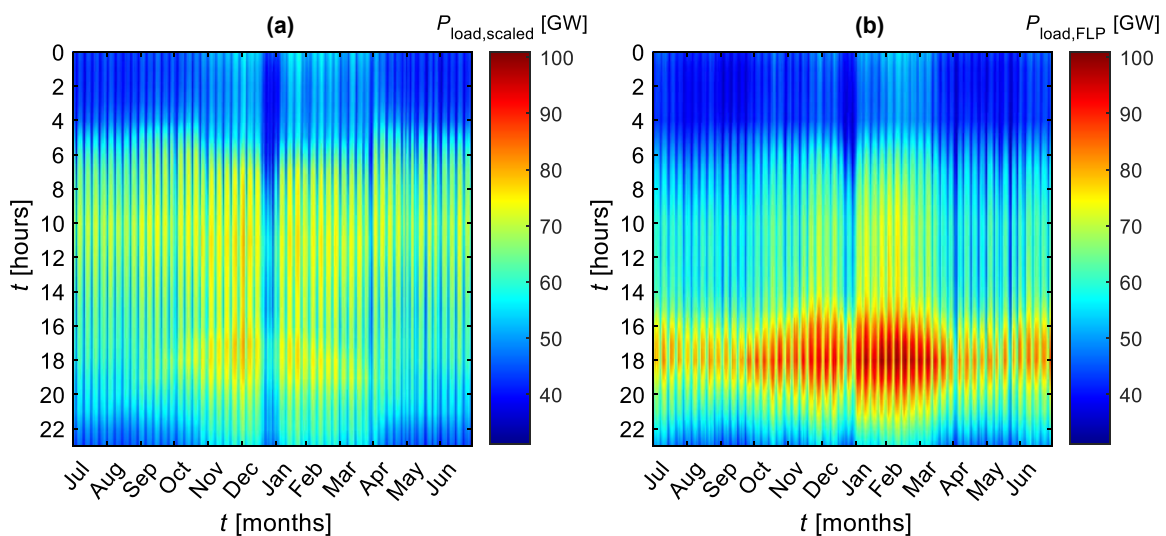 (a)
P_load,scaled [GW]
0
2
4
6
8
10
12
14
16
18
20
22
t [hours]
Jul
Aug
Sep
Oct
Nov
Dec
Jan
Feb
Mar
Apr
May
Jun
t [months]
100
90
80
70
60
50
40
(b)
P_load,FLP [GW]
0
2
4
6
8
10
12
14
16
18
20
22
t [hours]
Jul
Aug
Sep
Oct
Nov
Dec
Jan
Feb
Mar
Apr
May
Jun
t [months]
100
90
80
70
60
50
40